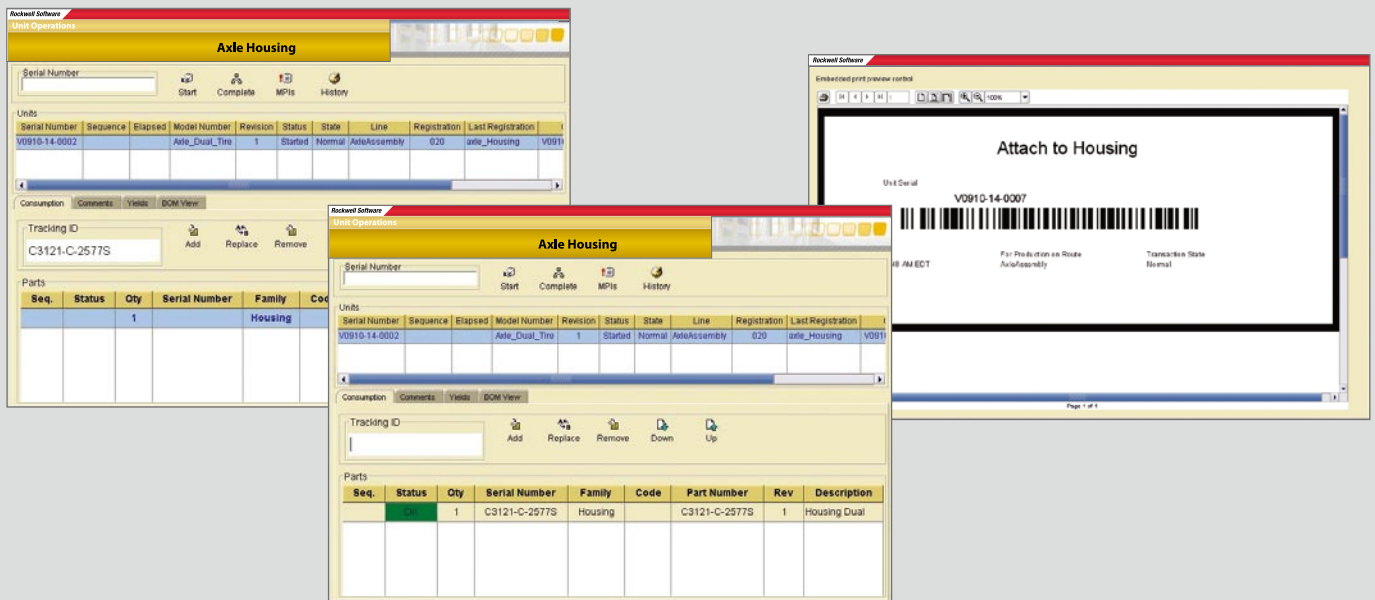 Rockwell Software
Unit Operations
Axle Housing
Serial Number
Start Complete MPIs History
Units
Serial Number Sequence Elapsed Model Number Revision Status State Line Registration Last Registration
V0910-14-0002 Axle_Dual_Tire 1 Started Normal AxleAssembly 020 axle_Housing V091
Consumption Comments Yields BOM View
Tracking ID
C3121-C-2577S
Add Replace Remove
Parts
Seq. Status Qty Serial Number Family
1 Housing
Rockwell Software
Unit Operations
Axle Housing
Serial Number
Start Complete MPIs History
Units
Serial Number Sequence Elapsed Model Number Revision Status State Line Registration Last Registration
V0910-14-0002 Axle_Dual_Tire 1 Started Normal AxleAssembly 020 axle_Housing V091
Consumption Comments Yields BOM View
Tracking ID
Add Replace Remove Down Up
Parts
Seq. Status Qty Serial Number Family Code Part Number Rev Description
1 C3121-C-2577S Housing C3121-C-2577S 1 Housing Dual
Rockwell Software
Embedded print preview control
1 100%
Attach to Housing
Unit Serial
V0910-14-0007
For Production on Route Transaction State
AM EDT AxleAssembly Normal
Page 1 of 1